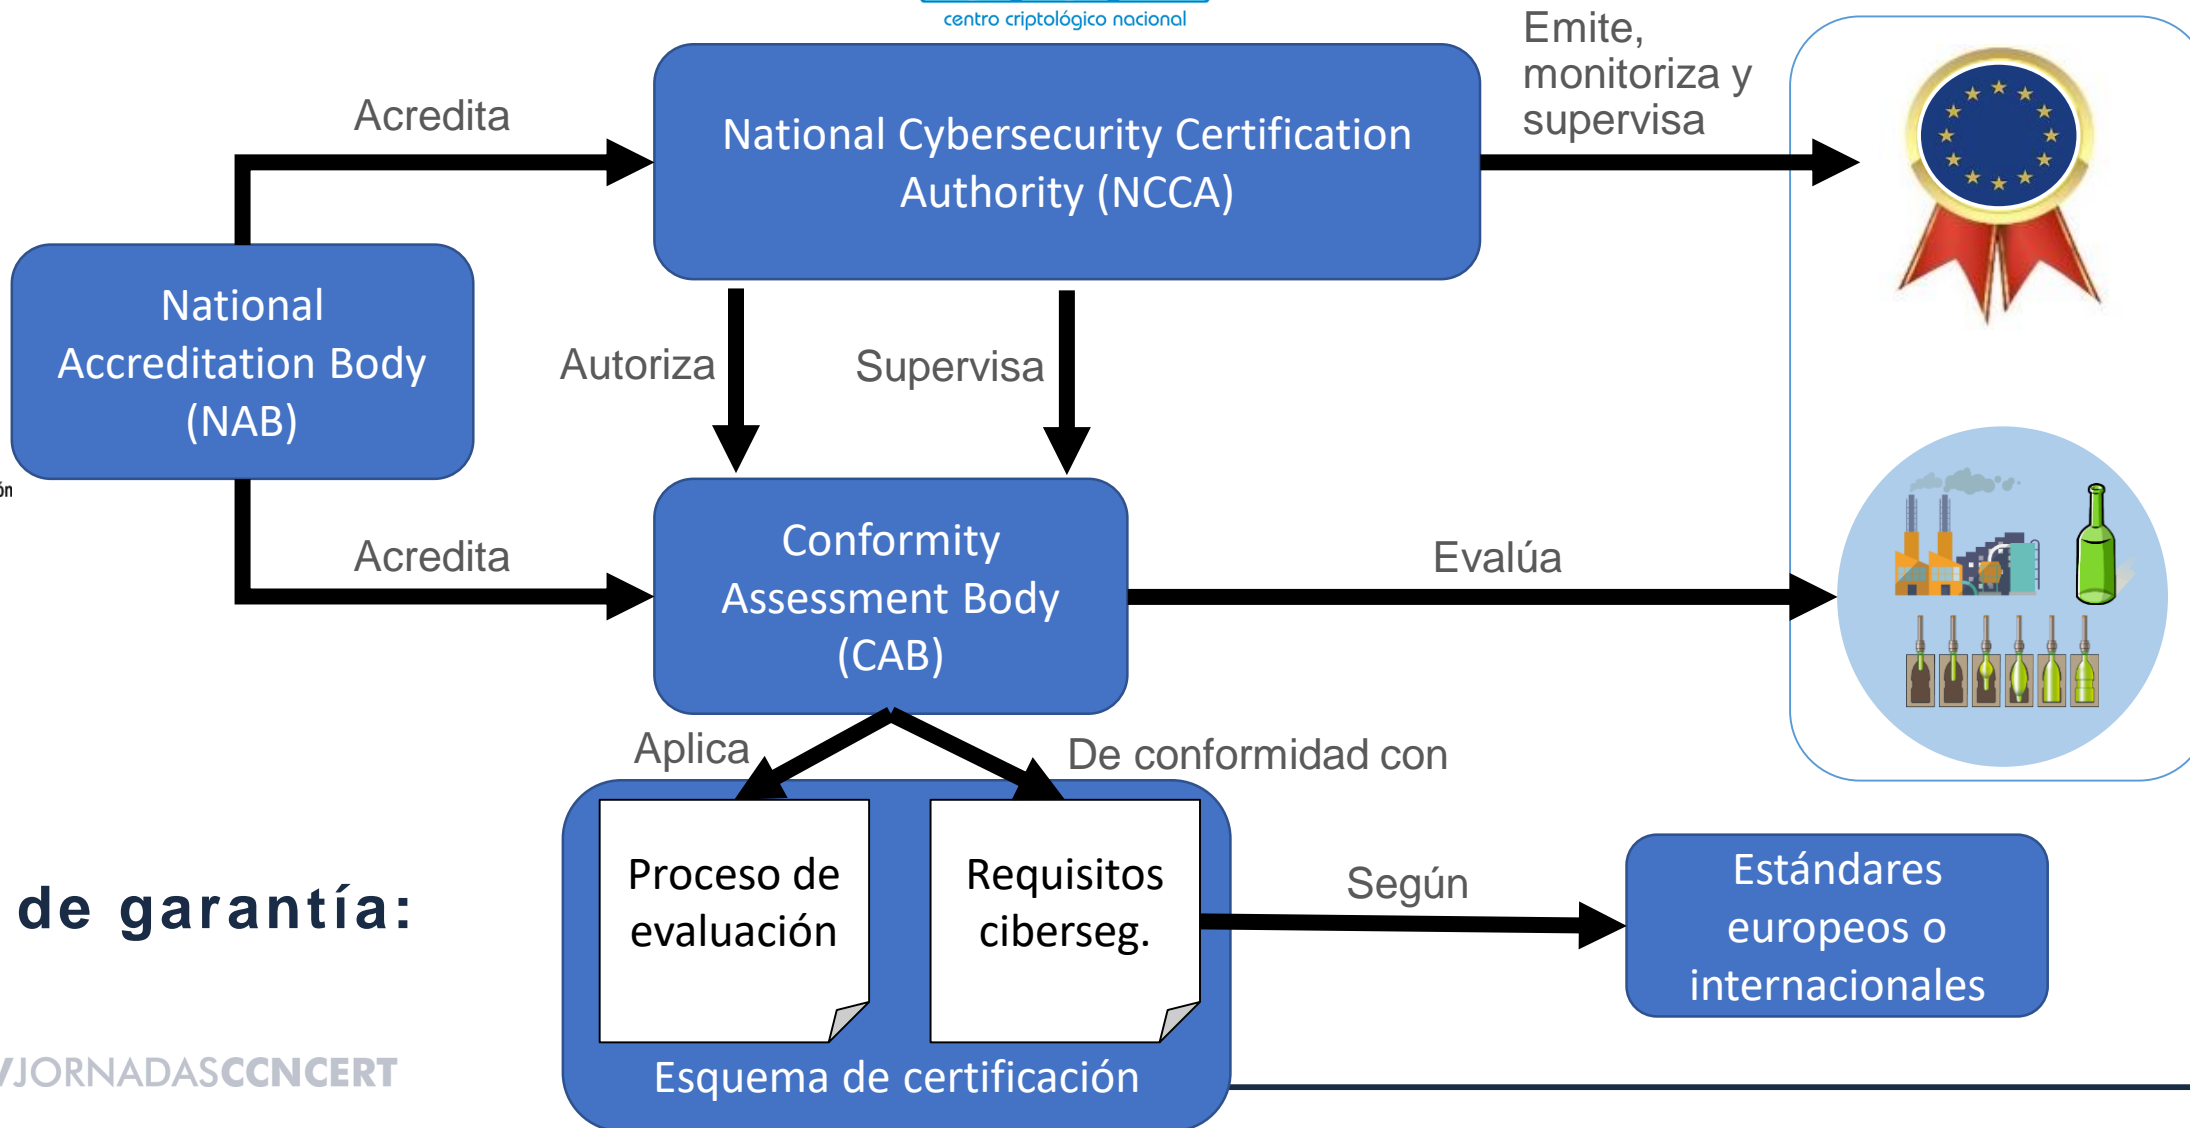 centro criptológico nacional
Emite,
monitoriza y
supervisa
Acredita
National Cybersecurity Certification
Authority (NCCA)
National
Accreditation Body
(NAB)
Autoriza
Supervisa
ón
Acredita
Conformity
Assessment Body
(CAB)
Evalúa
Aplica
De conformidad con
Proceso de
evaluación
Requisitos
ciberseg.
Según
Estándares
europeos o
internacionales
de garantía:
Esquema de certificación
JORNADASCCNCERT